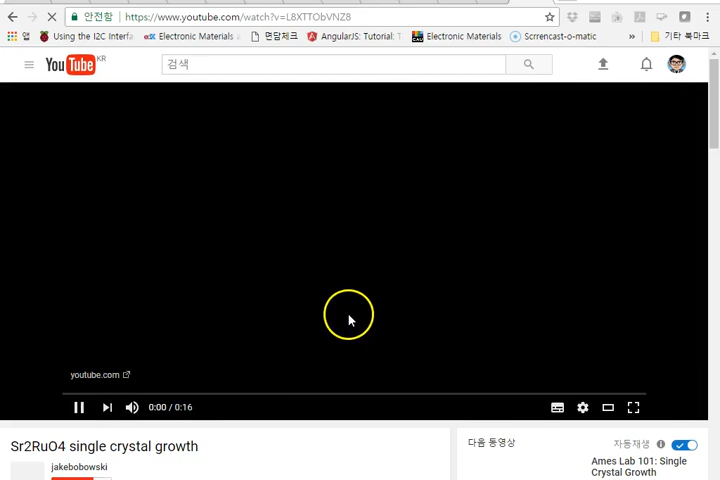 안전함 https://www.youtube.com/watch?v=L8XTTObVNZ8
앱 Using the I2C Interfa Electronic Materials a 면담체크 AngularJS: Tutorial: T Electronic Materials Scrrencast-o-matic » 기타 북마크
YouTube KR 검색
youtube.com
0:00 / 0:16
Sr2RuO4 single crystal growth
jakebobowski
다음 동영상 자동재생
Ames Lab 101: Single
Crystal Growth